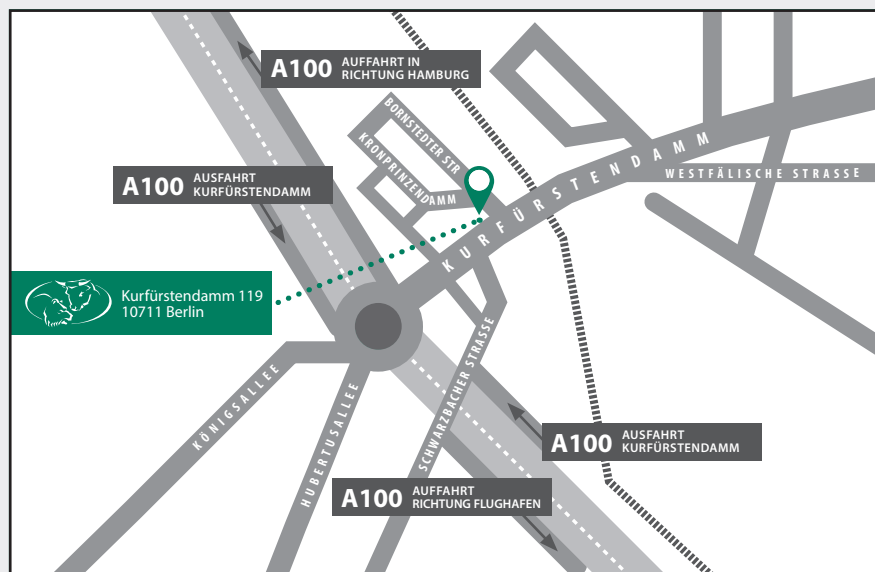 A100 AUFFAHRT IN
RICHTUNG HAMBURG
BORNSTEDTER STR
KRONPRINZENDAMM
KURFÜRSTENDAMM
WESTFÄLISCHE STRASSE
A100 AUSFAHRT
KURFÜRSTENDAMM
Kurfürstendamm 119
10711 Berlin
KÖNIGSALLEE
HUBERTUSALLEE
SCHWARZBACHER STRASSE
A100 AUSFAHRT
KURFÜRSTENDAMM
A100 AUFFAHRT
RICHTUNG FLUGHAFEN